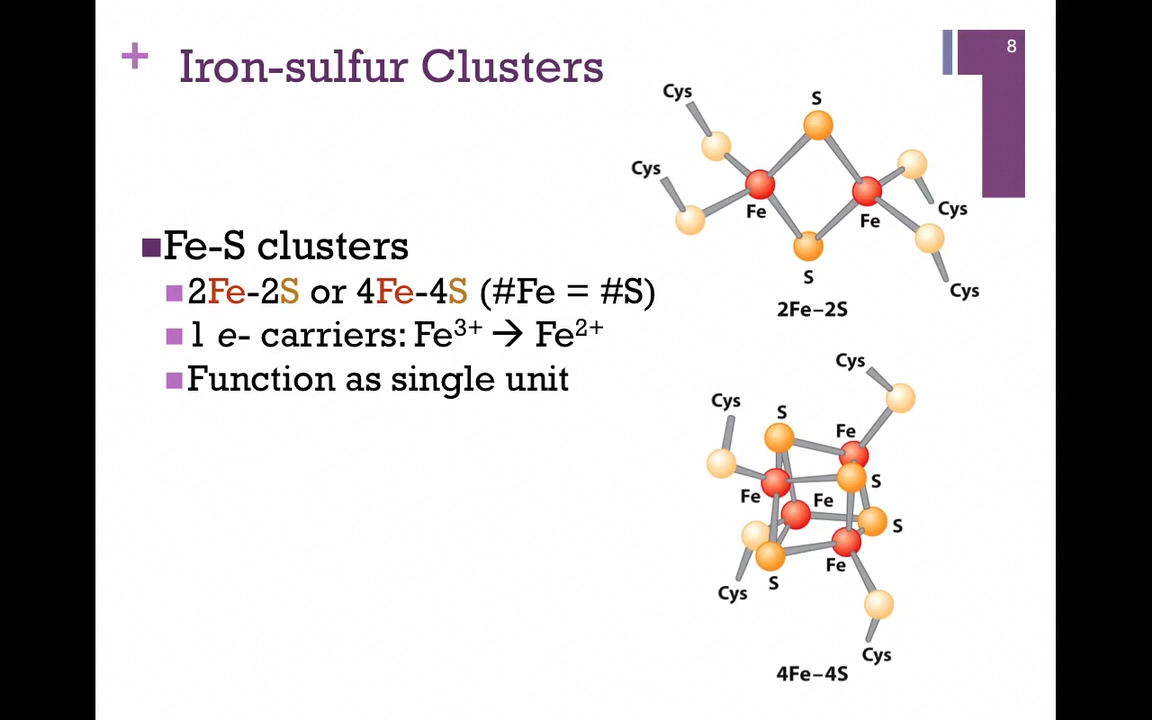 8
+ Iron-sulfur Clusters
Fe-S clusters
2Fe-2S or 4Fe-4S (#Fe = #S)
1 e- carriers: Fe³⁺ → Fe²⁺
Function as single unit
Cys
S
Cys
Fe
Fe
Cys
S
Cys
2Fe–2S
Cys
Cys
S
Fe
S
Fe
Fe
S
Fe
S
Cys
Cys
4Fe–4S